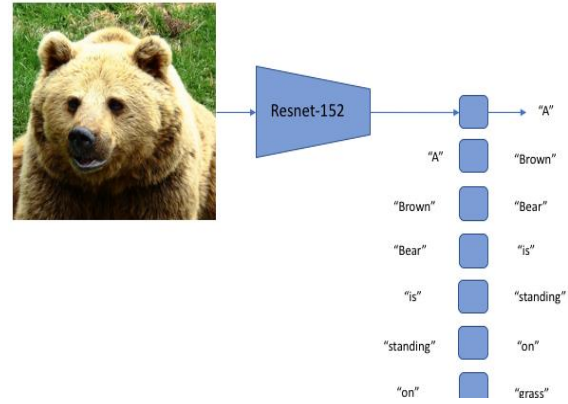 Resnet-152
"A"
"A" "Brown"
"Brown" "Bear"
"Bear" "is"
"is" "standing"
"standing" "on"
"on" "grass"